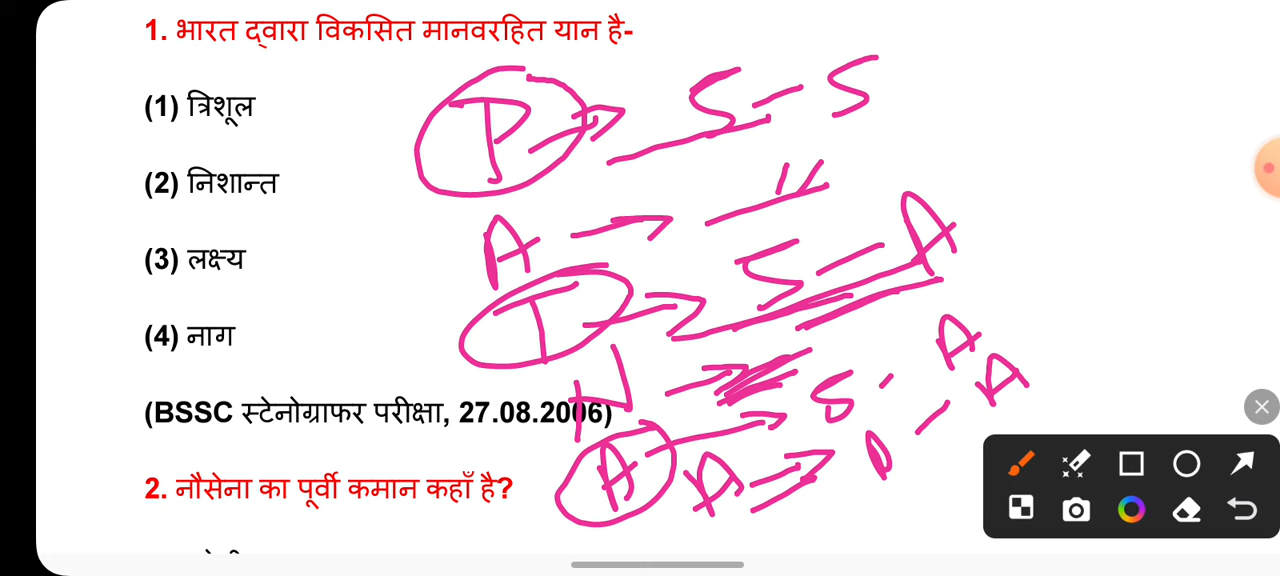 1. भारत द्वारा विकसित मानवरहित यान है-
(1) त्रिशूल
P → S - S
(2) निशान्त
A → "
(3) लक्ष्य
T → S - A
(4) नाग
N → S - A
(BSSC स्टेनोग्राफर परीक्षा, 27.08.2006)
A →
A → A - A
2. नौसेना का पूर्वी कमान कहाँ है?